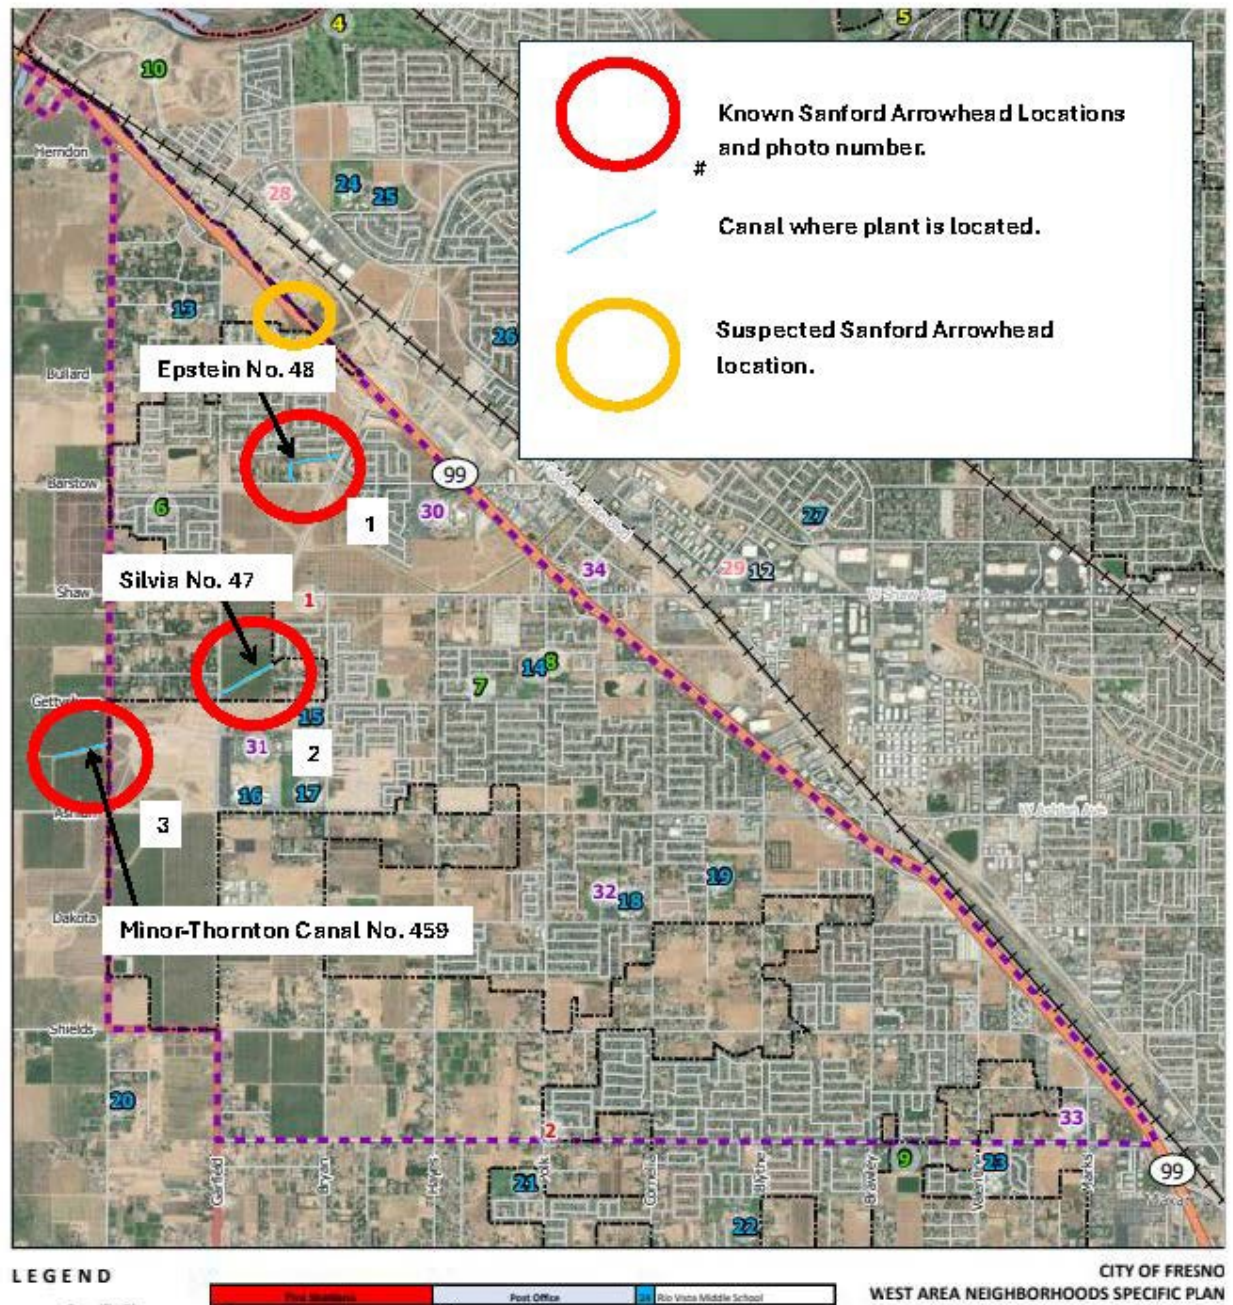 4
5
10
Herndon
Known Sanford Arrowhead Locations
and photo number.
#
24
25
28
Canal where plant is located.
13
26
Suspected Sanford Arrowhead
location.
Bullard
Epstein No. 48
99
Barstow
6
30
1
27
Silvia No. 47
34
29
12
Shaw
1
W Shaw Ave
14
8
7
15
31
2
16
17
W Ashlan Ave
3
19
32
18
Dakota
Minor-Thornton Canal No. 459
Shields
20
33
2
9
23
Garfield
Bryan
Hayes
Polk
Cornelia
Blythe
Brawley
Valentine
Marks
99
21
22
LEGEND
CITY OF FRESNO
Fire Stations
Post Office
24 Rio Vista Middle School
WEST AREA NEIGHBORHOODS SPECIFIC PLAN